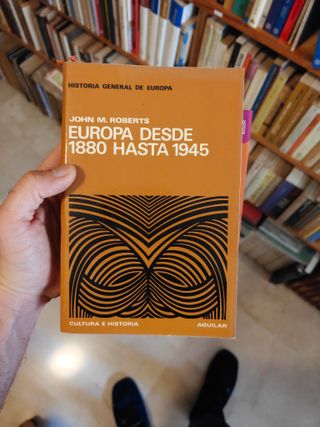 HISTORIA GENERAL DE EUROPA
JOHN M. ROBERTS
EUROPA DESDE
1880 HASTA 1945
CULTURA E HISTORIA AGUILAR